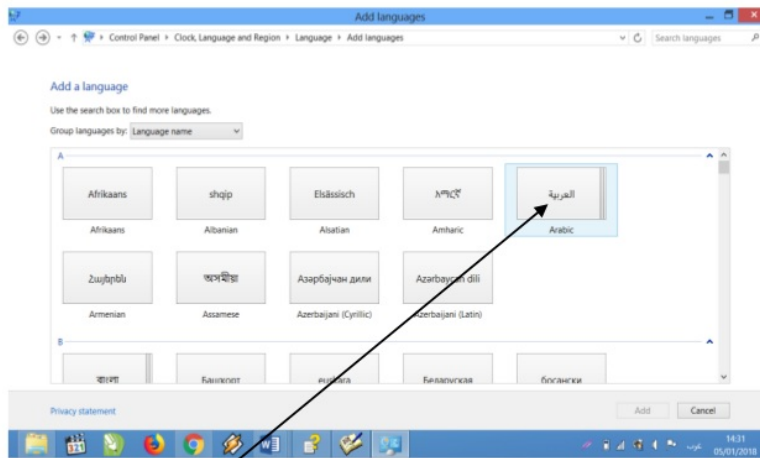 Add languages
Control Panel ▸ Clock, Language and Region ▸ Language ▸ Add languages
Search languages
Add a language
Use the search box to find more languages.
Group languages by: Language name
A
Afrikaans shqip Elsässisch አማርኛ العربية
Afrikaans Albanian Alsatian Amharic Arabic
Հայերեն অসমীয়া Азәрбајҹан дили Azərbaycan dili
Armenian Assamese Azerbaijani (Cyrillic) Azerbaijani (Latin)
B
বাংলা Башҡорт euskara Беларуская босански
Privacy statement
Add Cancel
321
14:31
05/01/2018